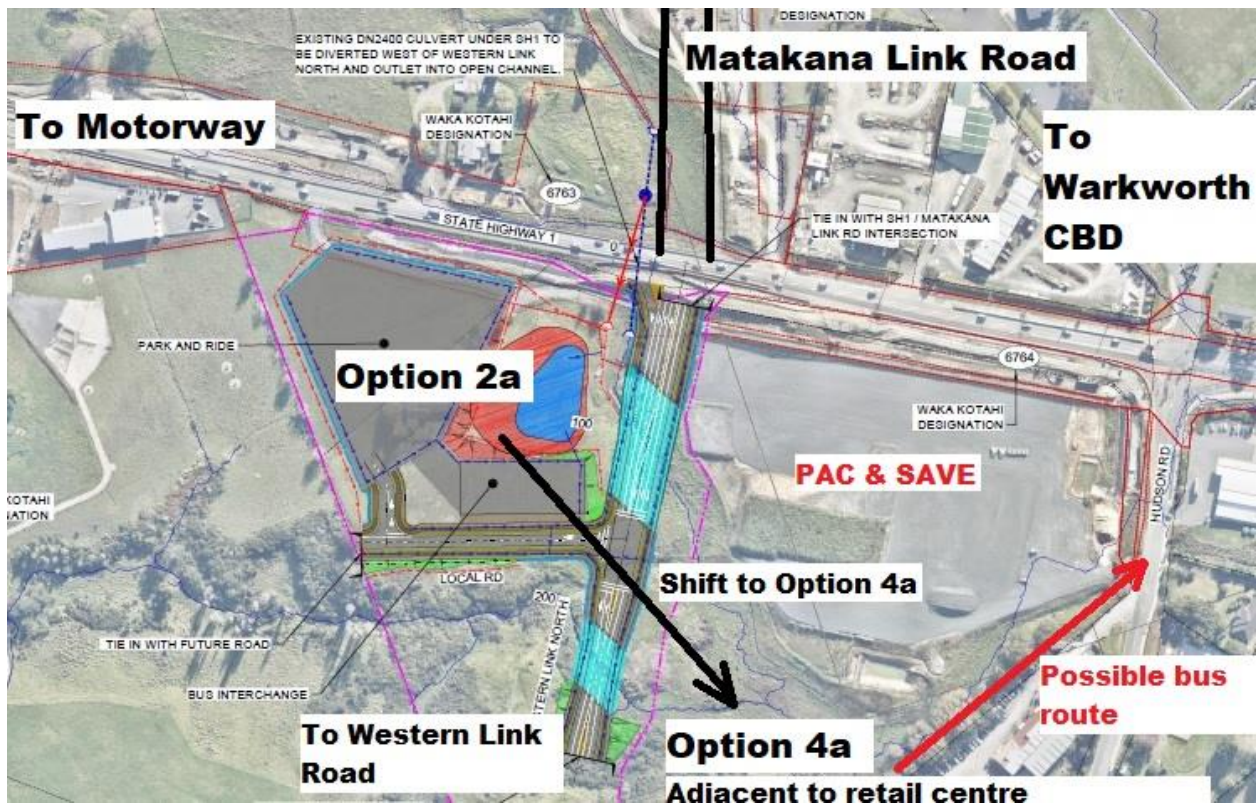 DESIGNATION
EXISTING DN2400 CULVERT UNDER SH1 TO
BE DIVERTED WEST OF WESTERN LINK
NORTH AND OUTLET INTO OPEN CHANNEL.
Matakana Link Road
To Motorway
WAKA KOTAHI
DESIGNATION
6763
To
Warkworth
CBD
STATE HIGHWAY 1
0
TIE IN WITH SH1 / MATAKANA
LINK RD INTERSECTION
PARK AND RIDE
Option 2a
100
6764
WAKA KOTAHI
DESIGNATION
PAC & SAVE
HUDSON RD
KOTAHI
NATION
LOCAL RD
200
Shift to Option 4a
TIE IN WITH FUTURE ROAD
STERN LINK NORTH
BUS INTERCHANGE
Possible bus
route
To Western Link
Road
Option 4a
Adjacent to retail centre